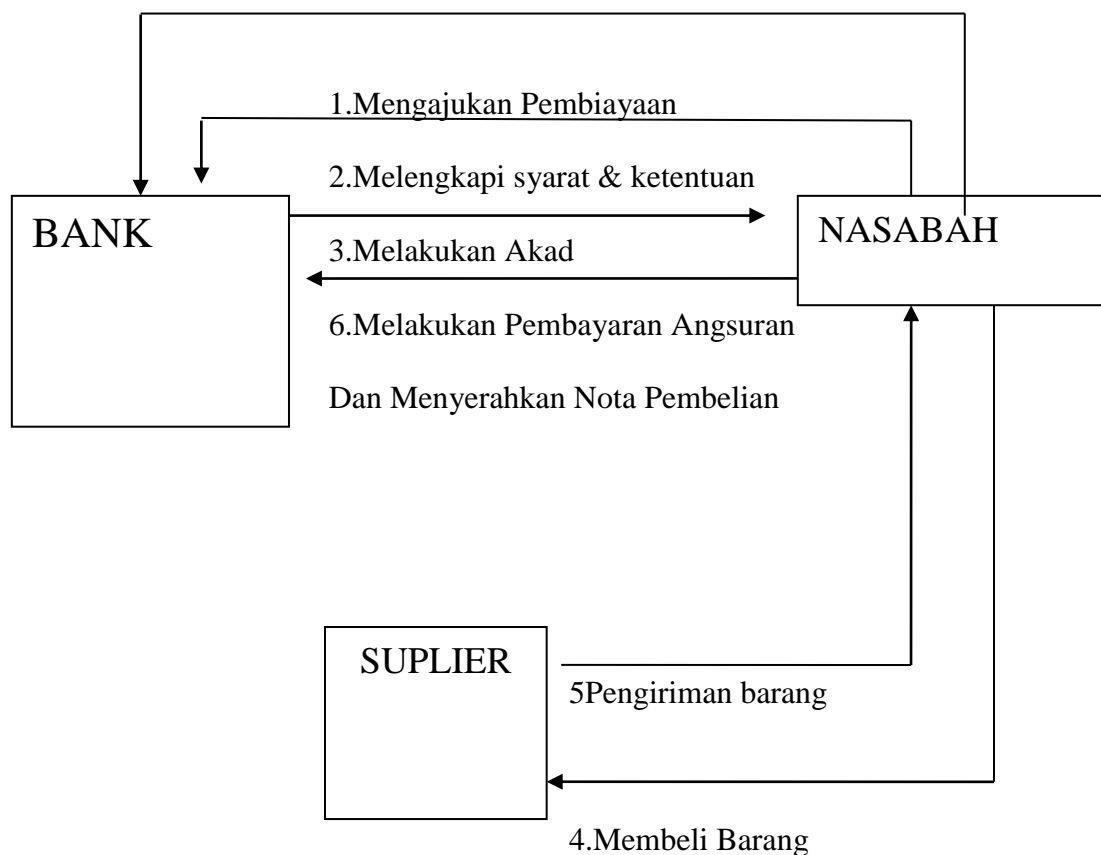 1.Mengajukan Pembiayaan
2.Melengkapi syarat & ketentuan
BANK
NASABAH
3.Melakukan Akad
6.Melakukan Pembayaran Angsuran
Dan Menyerahkan Nota Pembelian
SUPLIER
5Pengiriman barang
4.Membeli Barang